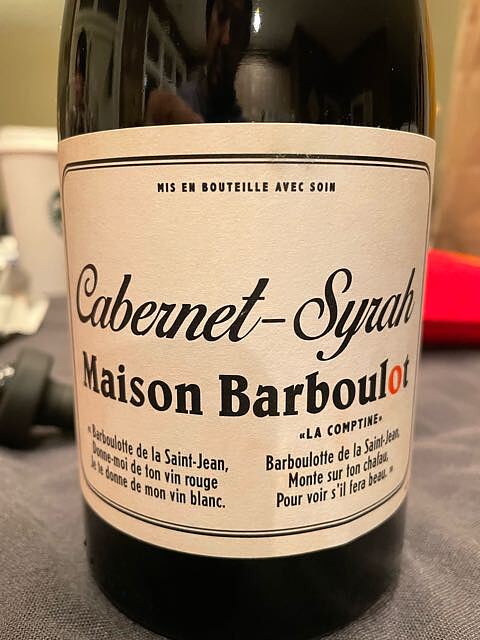 MIS EN BOUTEILLE AVEC SOIN
Cabernet-Syrah
Maison Barboulot
«LA COMPTINE»
«Barboulotte de la Saint-Jean,
Donne-moi de ton vin rouge
Je te donne de mon vin blanc.
Barboulotte de la Saint-Jean,
Monte sur ton chafau,
Pour voir s'il fera beau.»